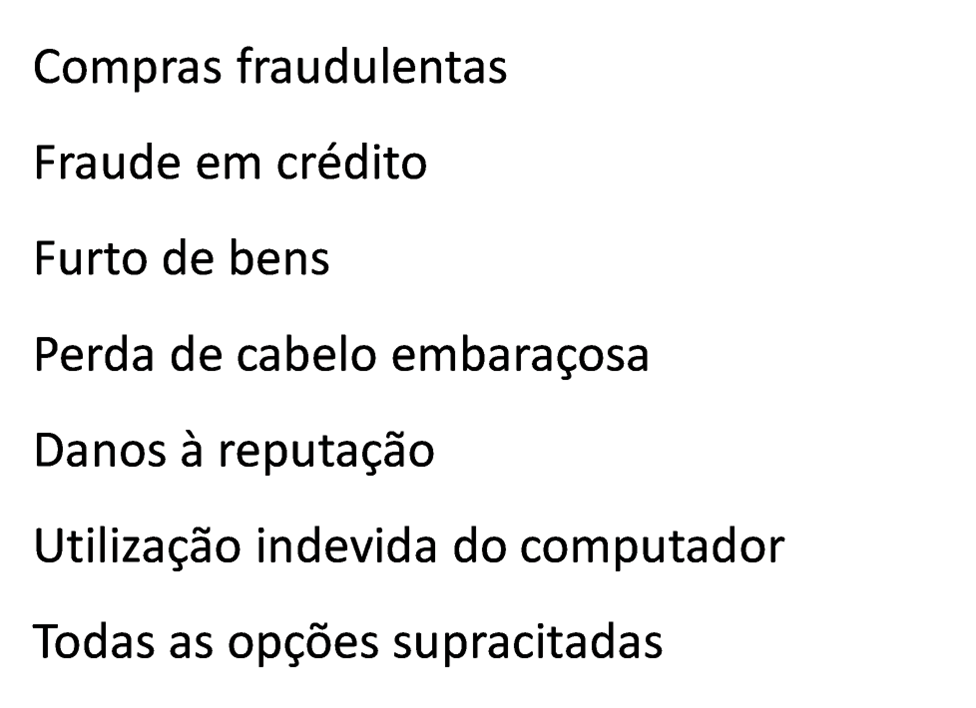 Compras fraudulentas
Fraude em crédito
Furto de bens
Perda de cabelo embaraçosa
Danos à reputação
Utilização indevida do computador
Todas as opções supracitadas